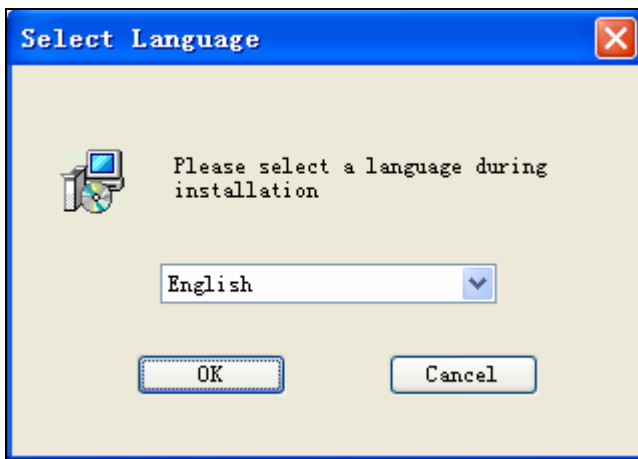 Select Language
Please select a language during
installation
English
OK
Cancel